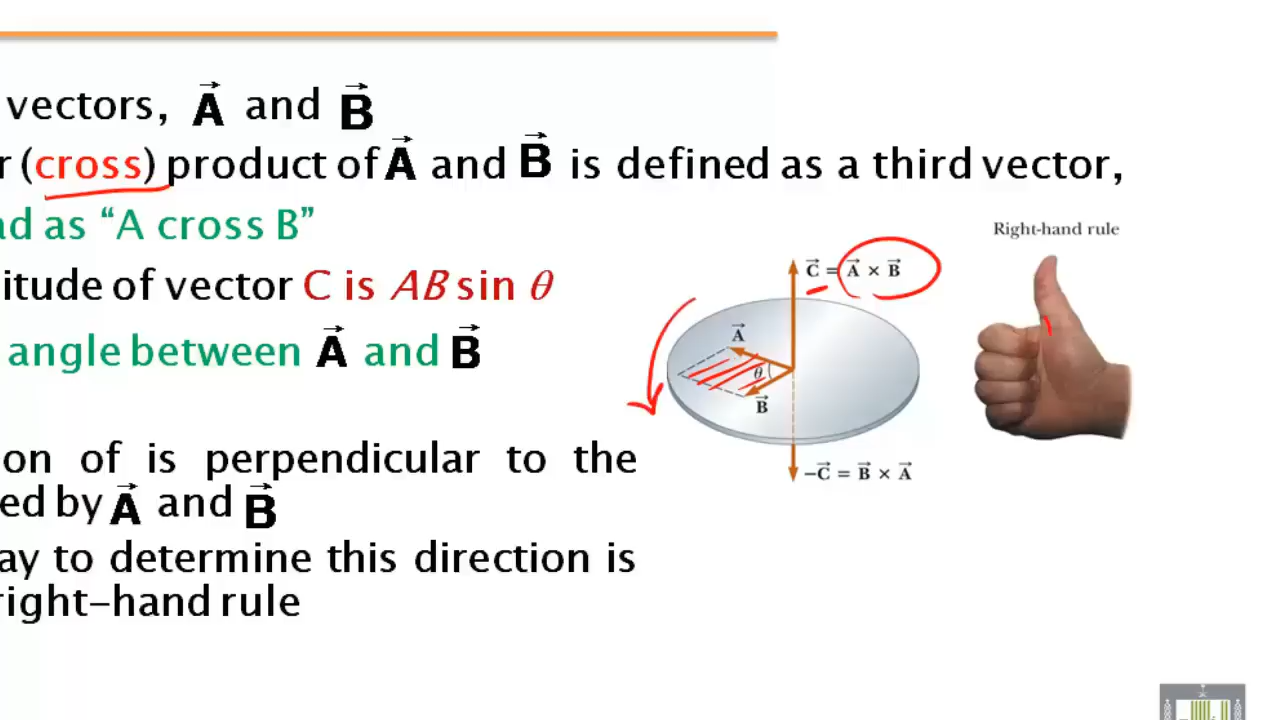 vectors, A⃗ and B⃗
r (cross) product of A⃗ and B⃗ is defined as a third vector,
ad as “A cross B”
itude of vector C is AB sin θ
angle between A⃗ and B⃗
on of is perpendicular to the
ed by A⃗ and B⃗
ay to determine this direction is
right-hand rule
Right-hand rule
C⃗ = A⃗ × B⃗
A⃗
θ
B⃗
−C⃗ = B⃗ × A⃗